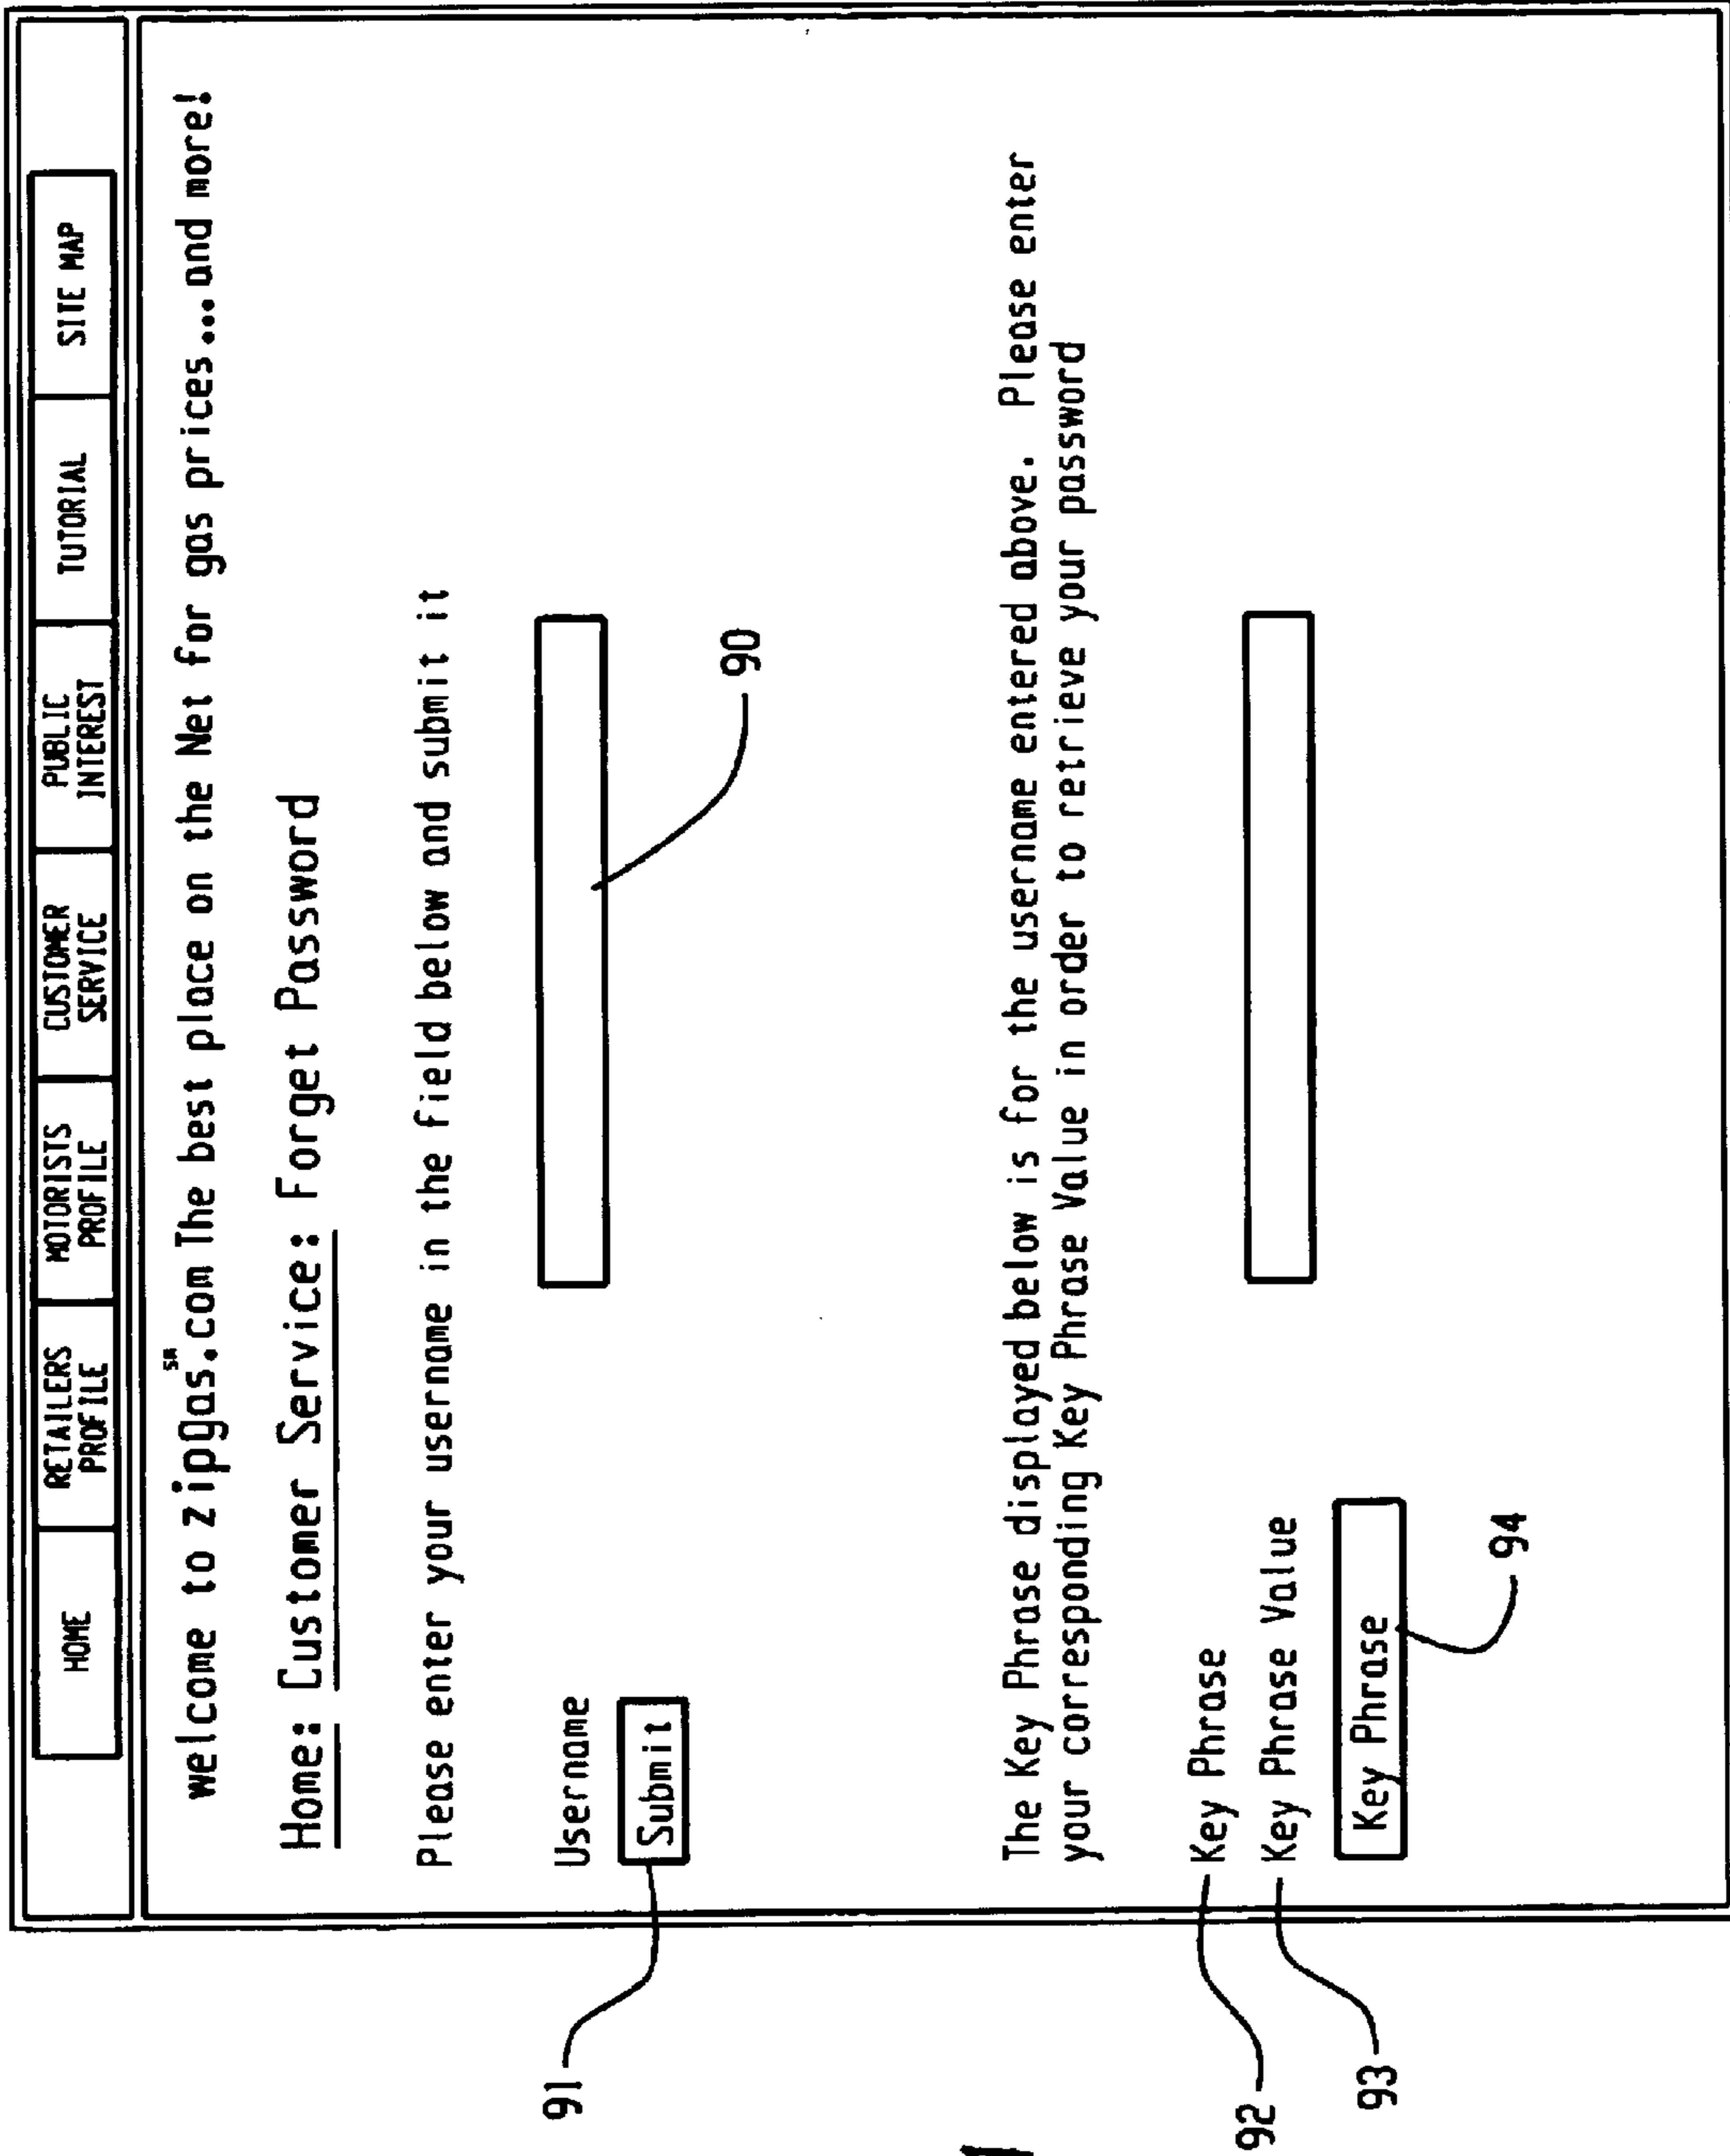 HOME
RETAILERS
PROFILE
MOTORISTS
PROFILE
CUSTOMER
SERVICE
PUBLIC
INTEREST
TUTORIAL
SITE MAP
welcome to zipgas.com℠ The best place on the Net for gas prices...and more!
Home: Customer Service: Forget Password
Please enter your username in the field below and submit it
Username
90
91
Submit
The Key Phrase displayed below is for the username entered above. Please enter
your corresponding Key Phrase Value in order to retrieve your password
92
Key Phrase
93
Key Phrase Value
Key Phrase
94